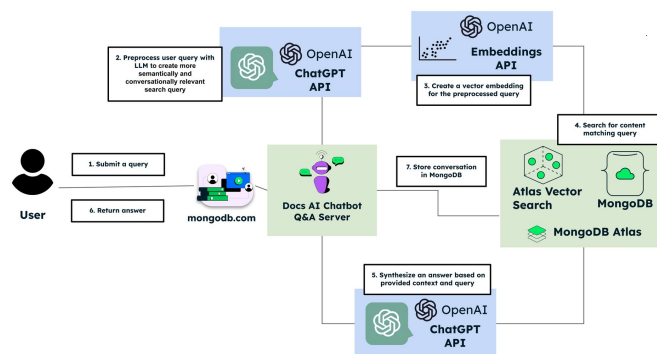 2. Preprocess user query with
LLM to create more
semantically and
conversationally relevant
search query
OpenAI
ChatGPT
API
OpenAI
Embeddings
API
3. Create a vector embedding
for the preprocessed query
4. Search for content
matching query
1. Submit a query
6. Return answer
User
mongodb.com
Docs AI Chatbot
Q&A Server
7. Store conversation
in MongoDB
Atlas Vector
Search
MongoDB
MongoDB Atlas
5. Synthesize an answer based on
provided context and query
OpenAI
ChatGPT
API